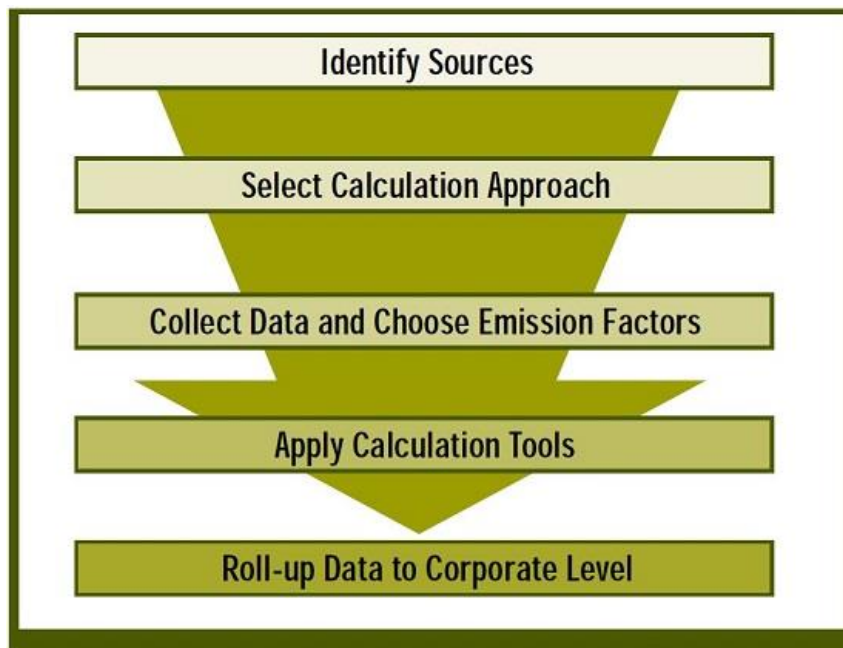 Identify Sources
Select Calculation Approach
Collect Data and Choose Emission Factors
Apply Calculation Tools
Roll-up Data to Corporate Level